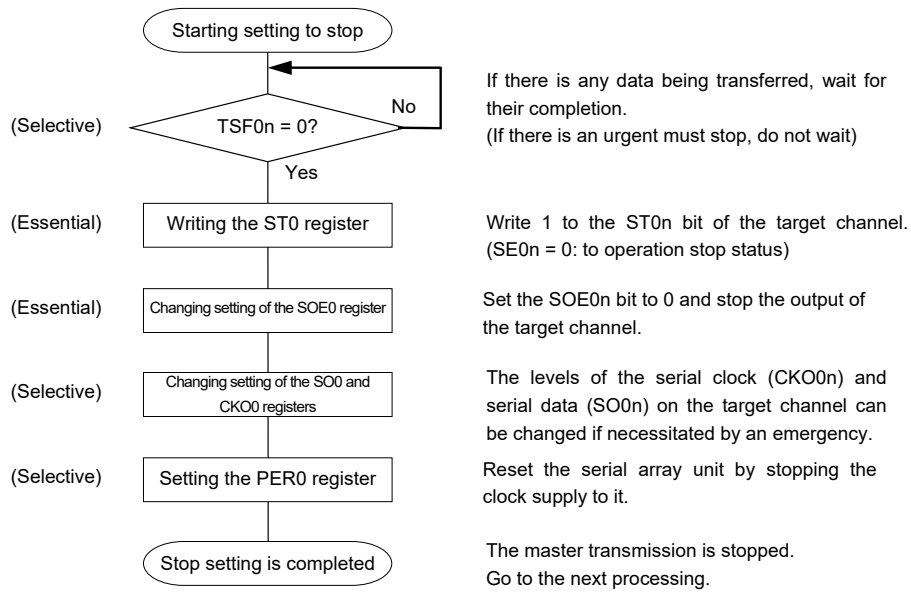 Starting setting to stop
If there is any data being transferred, wait for
their completion.
(If there is an urgent must stop, do not wait)
(Selective)
TSF0n = 0?
No
Yes
(Essential)
Writing the ST0 register
Write 1 to the ST0n bit of the target channel.
(SE0n = 0: to operation stop status)
(Essential)
Changing setting of the SOE0 register
Set the SOE0n bit to 0 and stop the output of
the target channel.
(Selective)
Changing setting of the SO0 and
CKO0 registers
The levels of the serial clock (CKO0n) and
serial data (SO0n) on the target channel can
be changed if necessitated by an emergency.
(Selective)
Setting the PER0 register
Reset the serial array unit by stopping the
clock supply to it.
Stop setting is completed
The master transmission is stopped.
Go to the next processing.